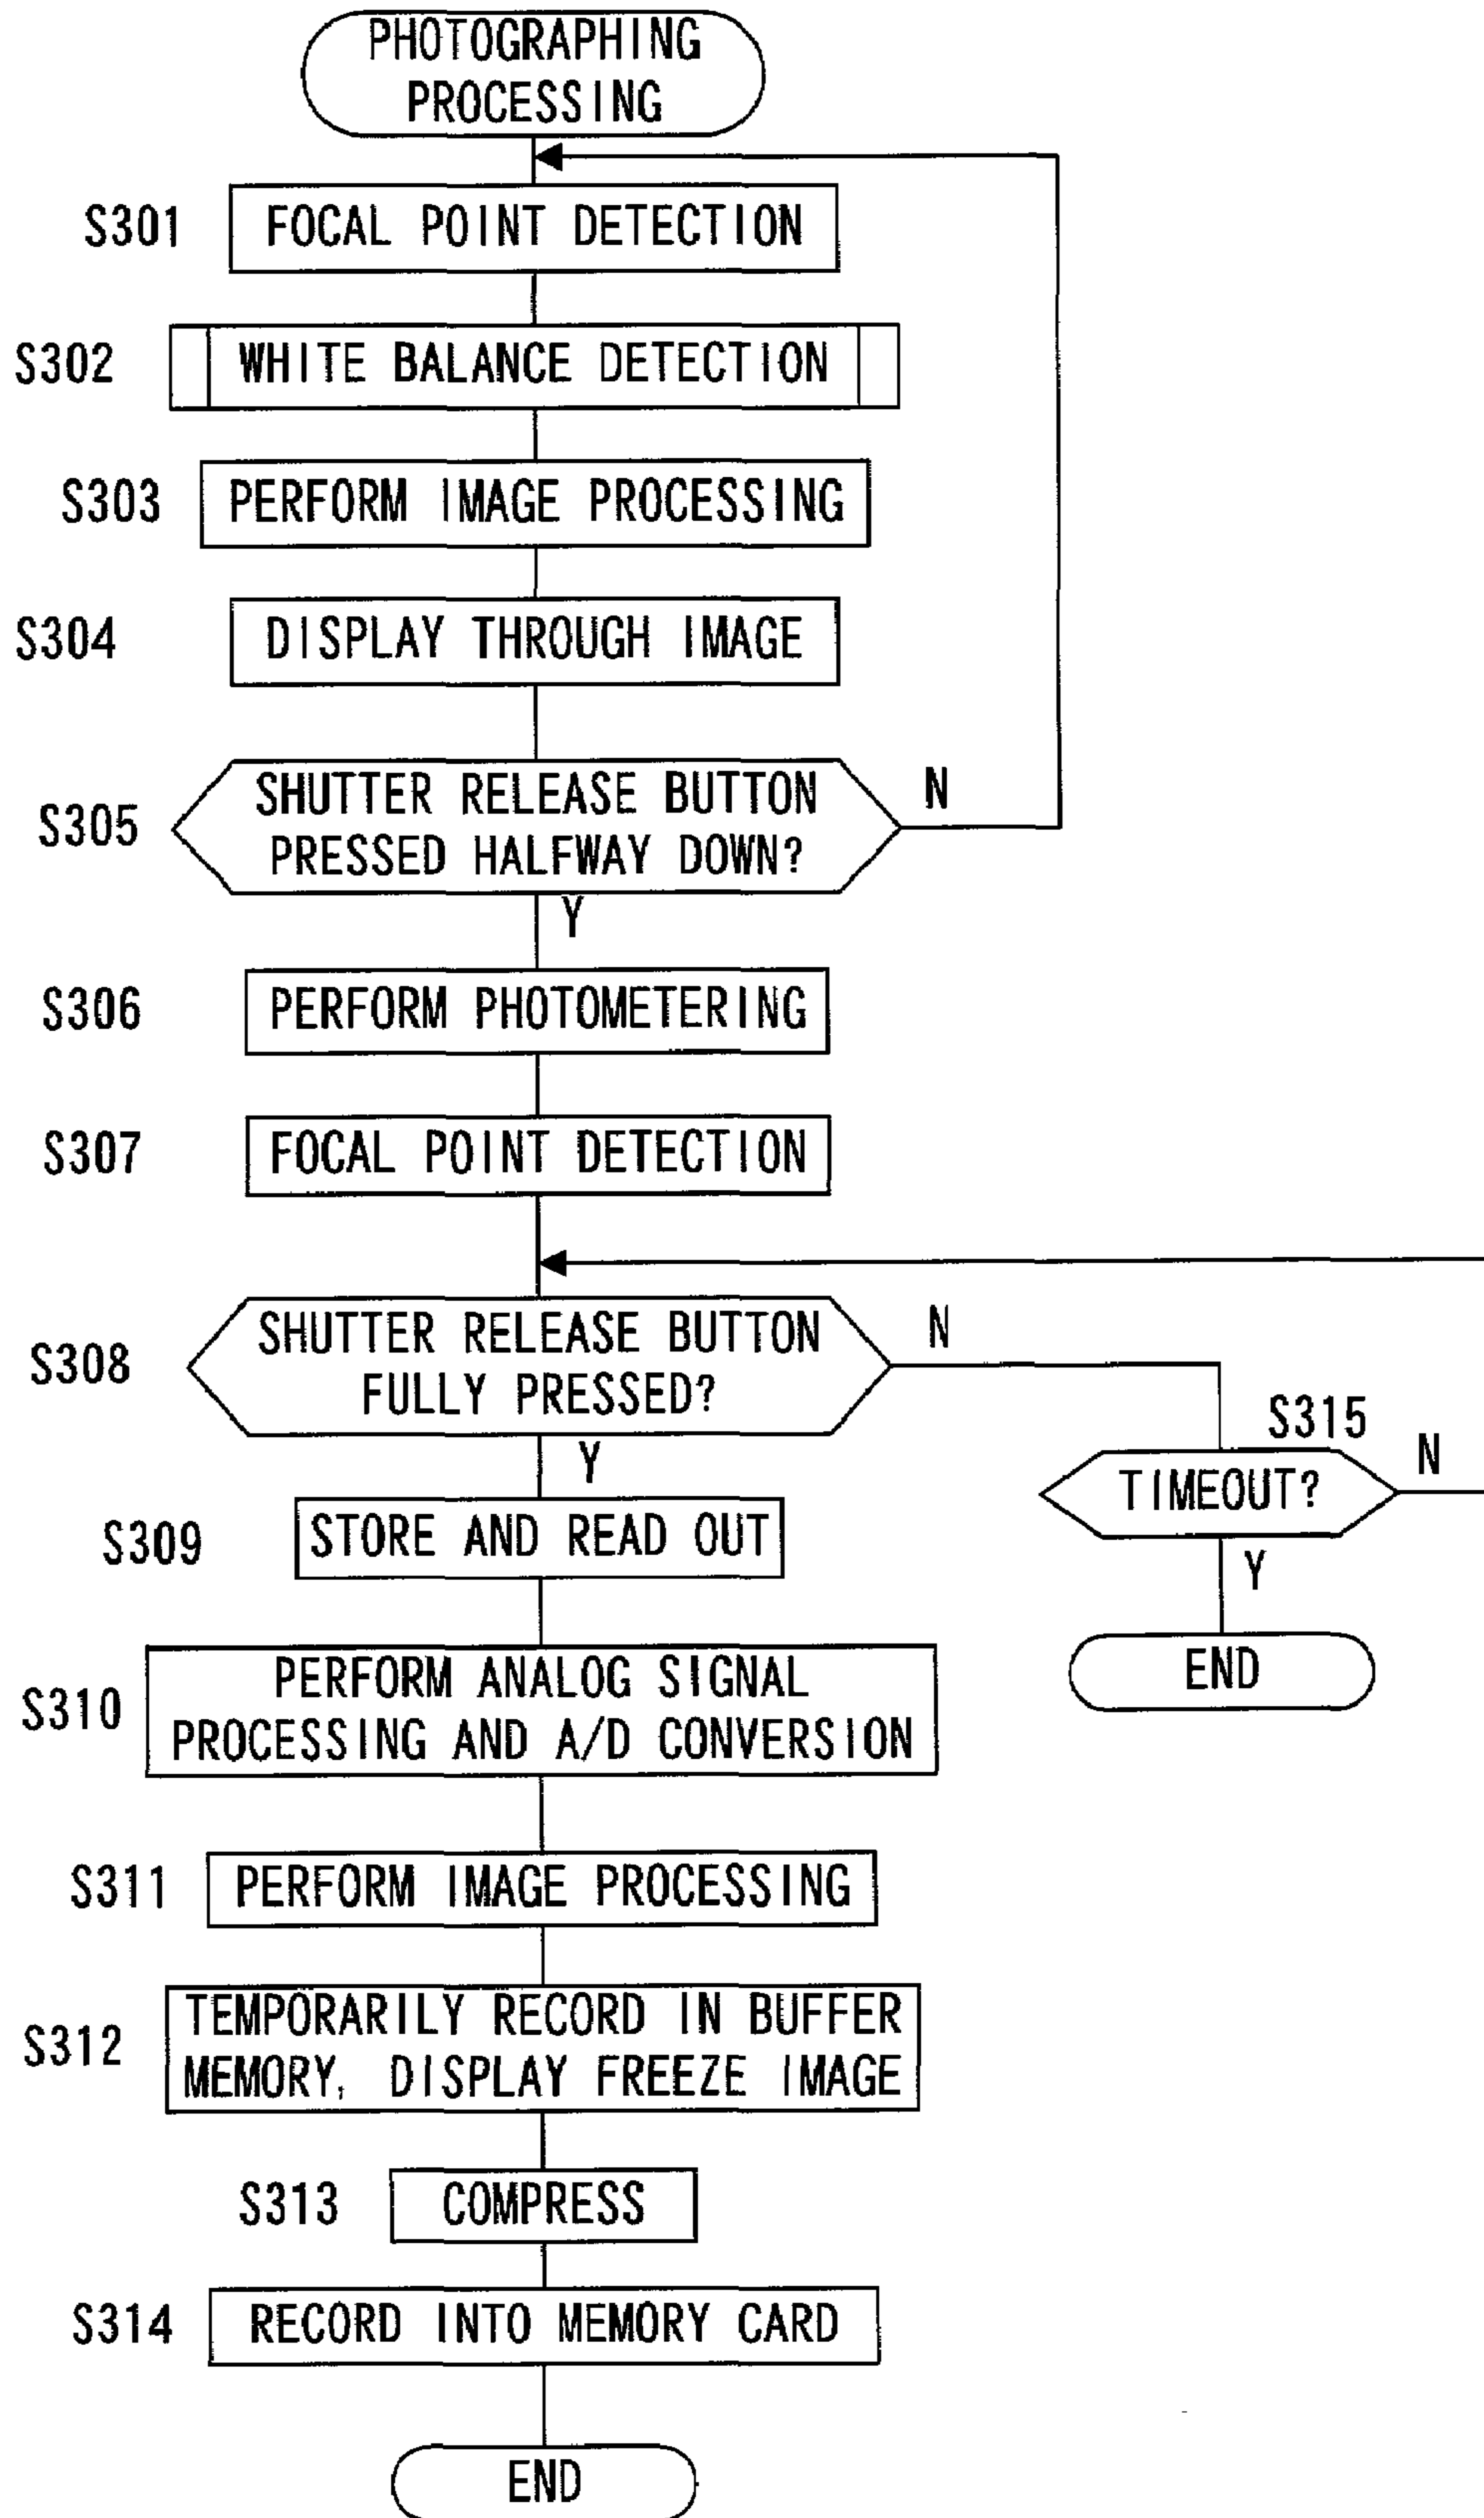 PHOTOGRAPHING
PROCESSING
S301
FOCAL POINT DETECTION
S302
WHITE BALANCE DETECTION
S303
PERFORM IMAGE PROCESSING
S304
DISPLAY THROUGH IMAGE
S305
SHUTTER RELEASE BUTTON
PRESSED HALFWAY DOWN?
N
Y
S306
PERFORM PHOTOMETERING
S307
FOCAL POINT DETECTION
S308
SHUTTER RELEASE BUTTON
FULLY PRESSED?
N
Y
S315
TIMEOUT?
N
Y
END
S309
STORE AND READ OUT
S310
PERFORM ANALOG SIGNAL
PROCESSING AND A/D CONVERSION
S311
PERFORM IMAGE PROCESSING
S312
TEMPORARILY RECORD IN BUFFER
MEMORY, DISPLAY FREEZE IMAGE
S313
COMPRESS
S314
RECORD INTO MEMORY CARD
END